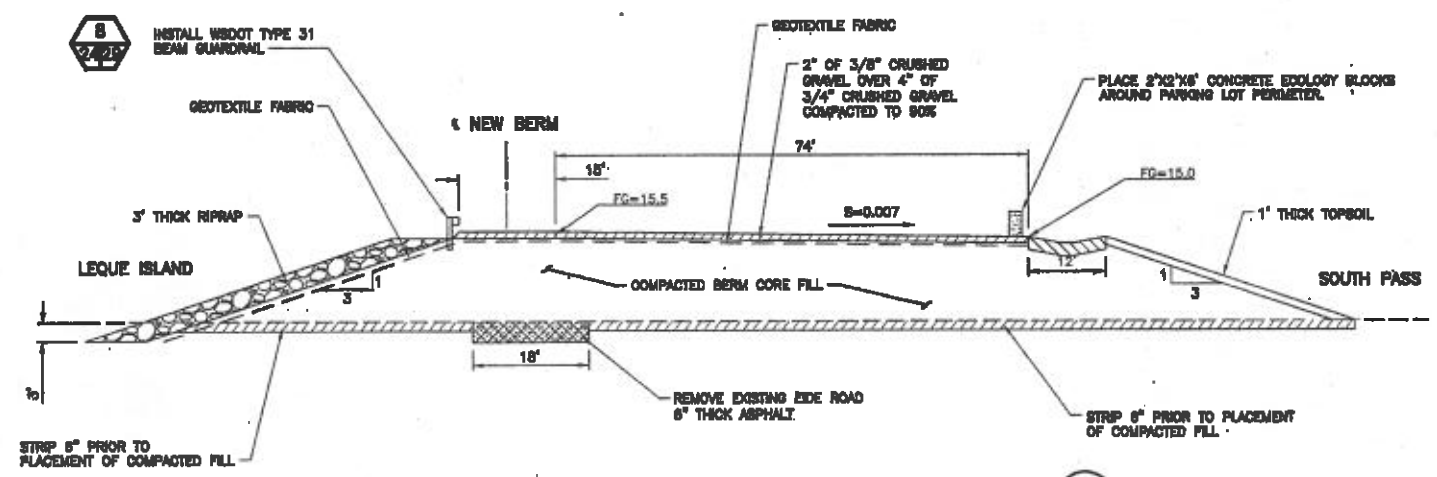 8
INSTALL WSDOT TYPE 31
BEAM GUARDRAIL
GEOTEXTILE FABRIC
GEOTEXTILE FABRIC
2" OF 3/8" CRUSHED
GRAVEL OVER 4" OF
3/4" CRUSHED GRAVEL
COMPACTED TO 90%
PLACE 2'X2'X6' CONCRETE ECOLOGY BLOCKS
AROUND PARKING LOT PERIMETER.
NEW BERM
74'
15'
FG=15.5
FG=15.0
S=0.007
3' THICK RIPRAP
1' THICK TOPSOIL
LEQUE ISLAND
1
3
COMPACTED BERM CORE FILL
12'
1
3
SOUTH PASS
18'
REMOVE EXISTING EIDE ROAD
6" THICK ASPHALT
STRIP 6" PRIOR TO
PLACEMENT OF COMPACTED FILL
STRIP 6" PRIOR TO PLACEMENT
OF COMPACTED FILL